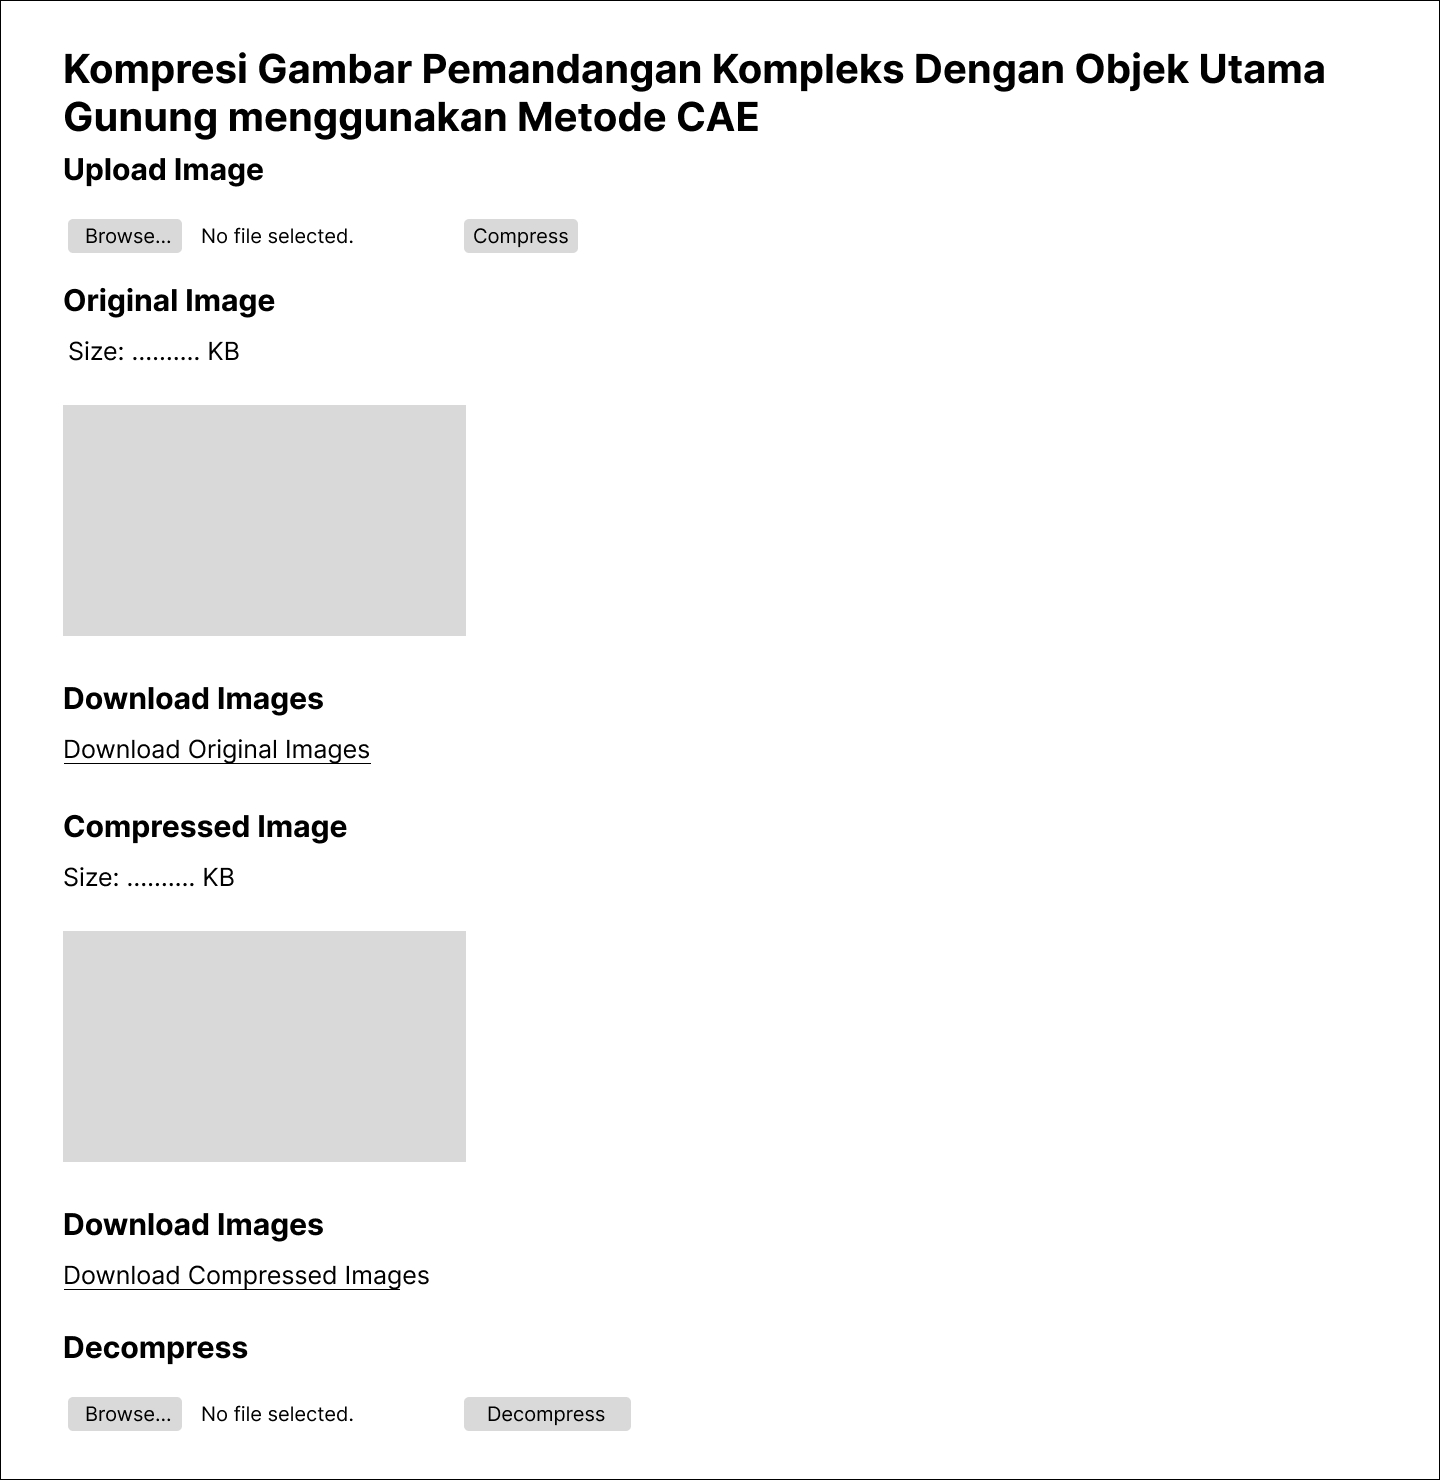 Kompresi Gambar Pemandangan Kompleks Dengan Objek Utama
Gunung menggunakan Metode CAE
Upload Image
Browse... No file selected. Compress
Original Image
Size: .......... KB
Download Images
Download Original Images
Compressed Image
Size: .......... KB
Download Images
Download Compressed Images
Decompress
Browse... No file selected. Decompress